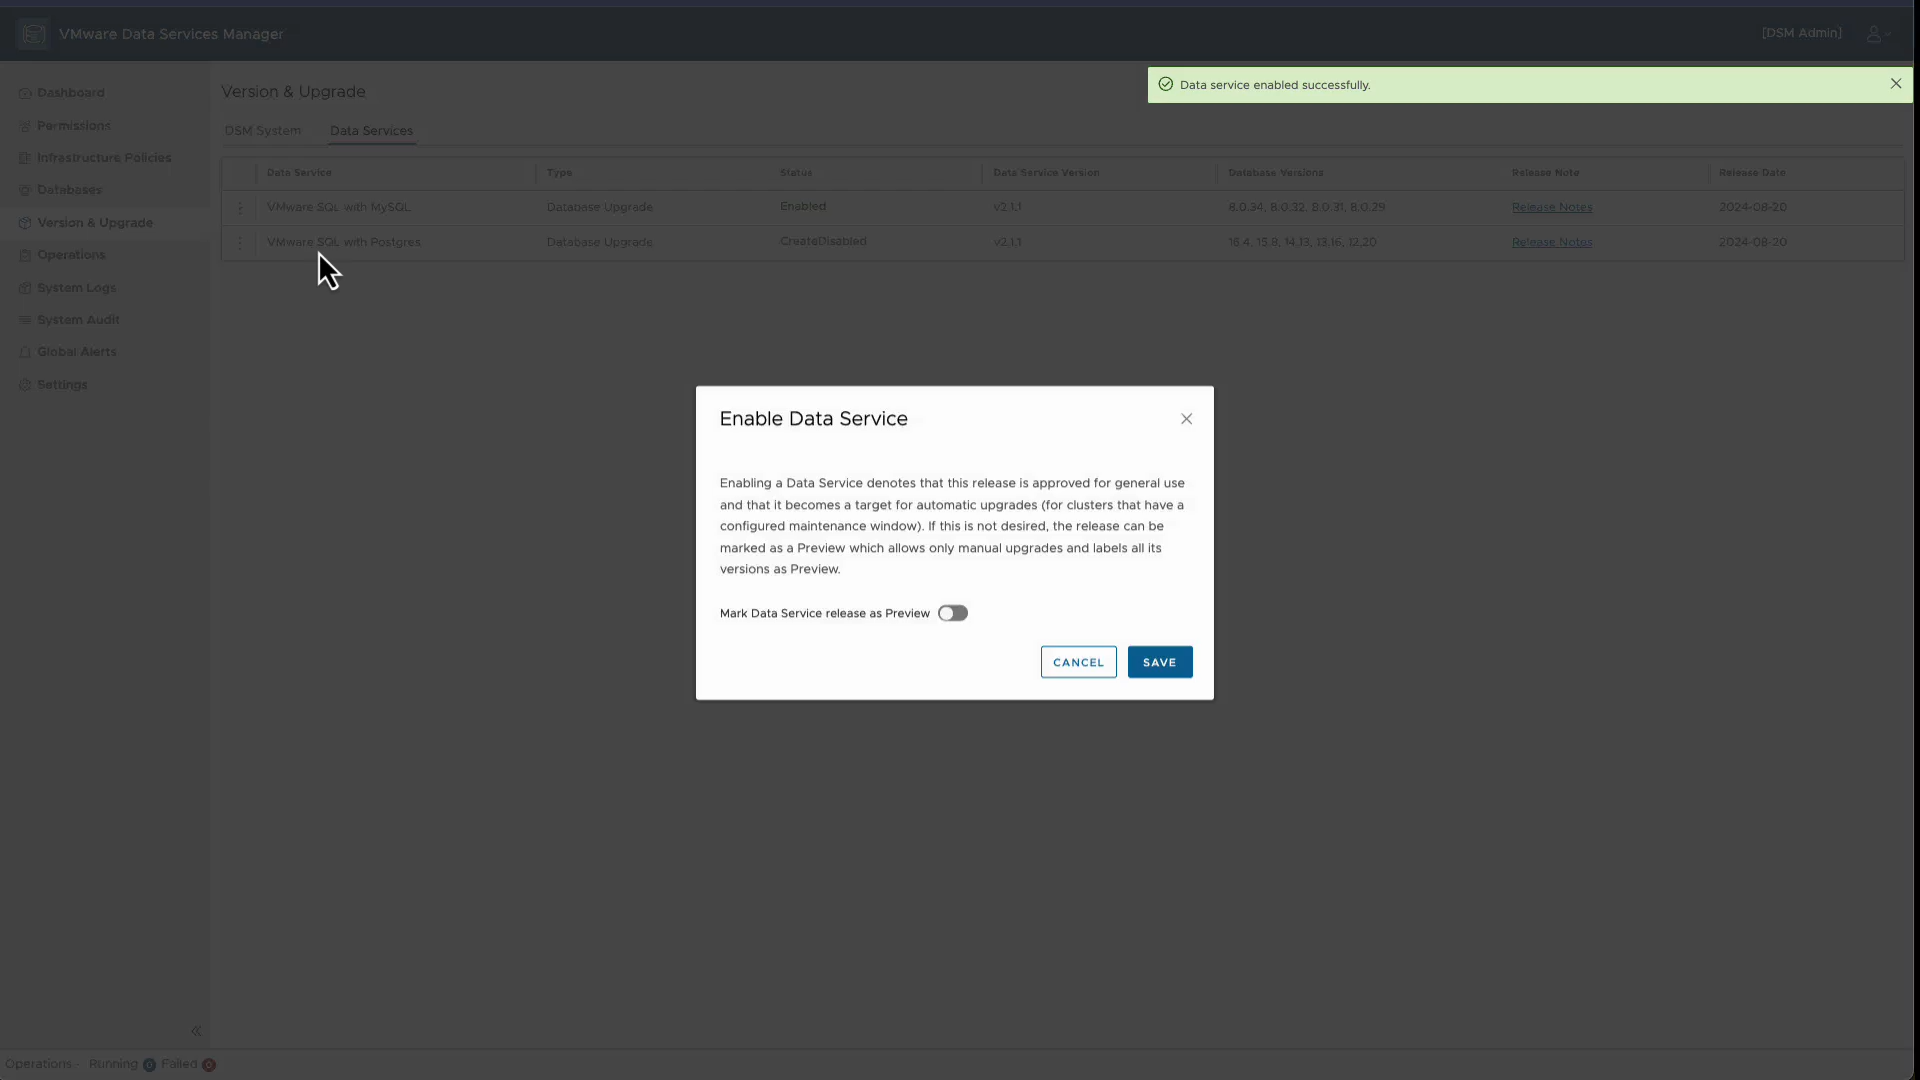 VMware Data Services Manager
[DSM Admin]
Data service enabled successfully.
Dashboard
Permissions
Infrastructure Policies
Databases
Version & Upgrade
Operations
System Logs
System Audit
Global Alerts
Settings
Version & Upgrade
DSM System Data Services
Data Service Type Status Data Service Version Database Versions Release Note Release Date
VMware SQL with MySQL Database Upgrade Enabled v2.1.1 8.0.34, 8.0.32, 8.0.31, 8.0.29 Release Notes 2024-08-20
VMware SQL with Postgres Database Upgrade CreateDisabled v2.1.1 16.4, 15.8, 14.13, 13.16, 12.20 Release Notes 2024-08-20
Enable Data Service
Enabling a Data Service denotes that this release is approved for general use
and that it becomes a target for automatic upgrades (for clusters that have a
configured maintenance window). If this is not desired, the release can be
marked as a Preview which allows only manual upgrades and labels all its
versions as Preview.
Mark Data Service release as Preview
CANCEL SAVE
Operations - Running 0 Failed 0